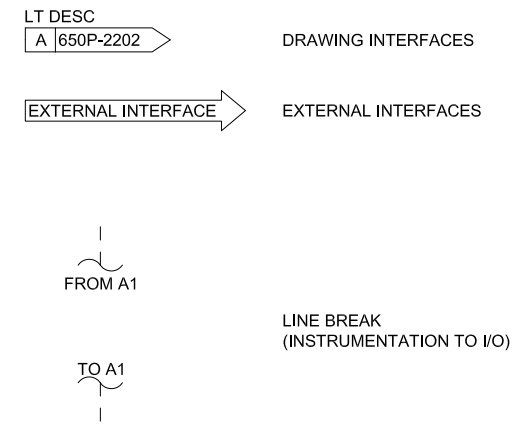 LT DESC
A 650P-2202
DRAWING INTERFACES
EXTERNAL INTERFACE
EXTERNAL INTERFACES
FROM A1
LINE BREAK
(INSTRUMENTATION TO I/O)
TO A1